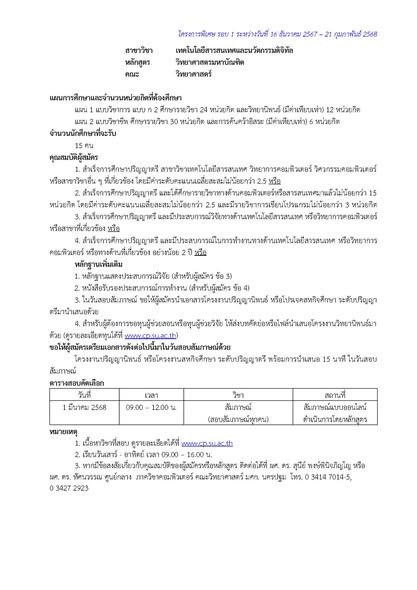 โครงการพิเศษ รอบ 1 ระหว่างวันที่ 16 ธันวาคม 2567 – 21 กุมภาพันธ์ 2568
สาขาวิชา เทคโนโลยีสารสนเทศและนวัตกรรมดิจิทัล
หลักสูตร วิทยาศาสตรมหาบัณฑิต
คณะ วิทยาศาสตร์
แผนการศึกษาและจำนวนหน่วยกิตที่ต้องศึกษา
แผน 1 แบบวิชาการ แบบ ก 2 ศึกษารายวิชา 24 หน่วยกิต และวิทยานิพนธ์ (มีค่าเทียบเท่า) 12 หน่วยกิต
แผน 2 แบบวิชาชีพ ศึกษารายวิชา 30 หน่วยกิต และการค้นคว้าอิสระ (มีค่าเทียบเท่า) 6 หน่วยกิต
จำนวนนักศึกษาที่จะรับ
15 คน
คุณสมบัติผู้สมัคร
1. สำเร็จการศึกษาปริญญาตรี สาขาวิชาเทคโนโลยีสารสนเทศ วิทยาการคอมพิวเตอร์ วิศวกรรมคอมพิวเตอร์
หรือสาขาวิชาอื่น ๆ ที่เกี่ยวข้อง โดยมีค่าระดับคะแนนเฉลี่ยสะสมไม่น้อยกว่า 2.5 หรือ
2. สำเร็จการศึกษาปริญญาตรี และได้ศึกษารายวิชาทางด้านคอมพิวเตอร์หรือสารสนเทศมาแล้วไม่น้อยกว่า 15
หน่วยกิต โดยมีค่าระดับคะแนนเฉลี่ยสะสมไม่น้อยกว่า 2.5 และมีรายวิชาการเขียนโปรแกรมไม่น้อยกว่า 3 หน่วยกิต
3. สำเร็จการศึกษาปริญญาตรี และมีประสบการณ์วิจัยทางด้านเทคโนโลยีสารสนเทศ หรือวิทยาการคอมพิวเตอร์
หรือสาขาที่เกี่ยวข้อง หรือ
4. สำเร็จการศึกษาปริญญาตรี และมีประสบการณ์ในการทำงานทางด้านเทคโนโลยีสารสนเทศ หรือวิทยาการ
คอมพิวเตอร์ หรือทางด้านที่เกี่ยวข้อง อย่างน้อย 2 ปี หรือ
หลักฐานเพิ่มเติม
1. หลักฐานแสดงประสบการณ์วิจัย (สำหรับผู้สมัคร ข้อ 3)
2. หนังสือรับรองประสบการณ์การทำงาน (สำหรับผู้สมัคร ข้อ 4)
3. ในวันสอบสัมภาษณ์ ขอให้ผู้สมัครนำเอกสารโครงงานปริญญานิพนธ์ หรือโปรเจคสหกิจศึกษา ระดับปริญญา
ตรีมานำเสนอด้วย
4. สำหรับผู้ต้องการขอทุนผู้ช่วยสอนหรือทุนผู้ช่วยวิจัย ให้ส่งบทคัดย่อหรือไฟล์นำเสนอโครงงานวิทยานิพนธ์มา
ด้วย (ดูรายละเอียดทุนได้ที่ www.cp.su.ac.th)
ขอให้ผู้สมัครเตรียมเอกสารดังต่อไปนี้มาในวันสอบสัมภาษณ์ด้วย
โครงงานปริญญานิพนธ์ หรือโครงงานสหกิจศึกษา ระดับปริญญาตรี พร้อมการนำเสนอ 15 นาที ในวันสอบ
สัมภาษณ์
ตารางสอบคัดเลือก
วันที่ เวลา วิชา สถานที่
1 มีนาคม 2568 09.00 – 12.00 น. สัมภาษณ์ สัมภาษณ์แบบออนไลน์
(สอบสัมภาษณ์ทุกคน) ดำเนินการโดยหลักสูตร
หมายเหตุ
1. เนื้อหาวิชาที่สอบ ดูรายละเอียดได้ที่ www.cp.su.ac.th
2. เรียนวันเสาร์ - อาทิตย์ เวลา 09.00 – 16.00 น.
3. หากมีข้อสงสัยเกี่ยวกับคุณสมบัติของผู้สมัครหรือหลักสูตร ติดต่อได้ที่ ผศ. ดร. สุนีย์ พงษ์พินิจภิญโญ หรือ
ผศ. ดร. ทัศนวรรณ ศูนย์กลาง ภาควิชาคอมพิวเตอร์ คณะวิทยาศาสตร์ มศก. นครปฐม โทร. 0 3414 7014-5,
0 3427 2923